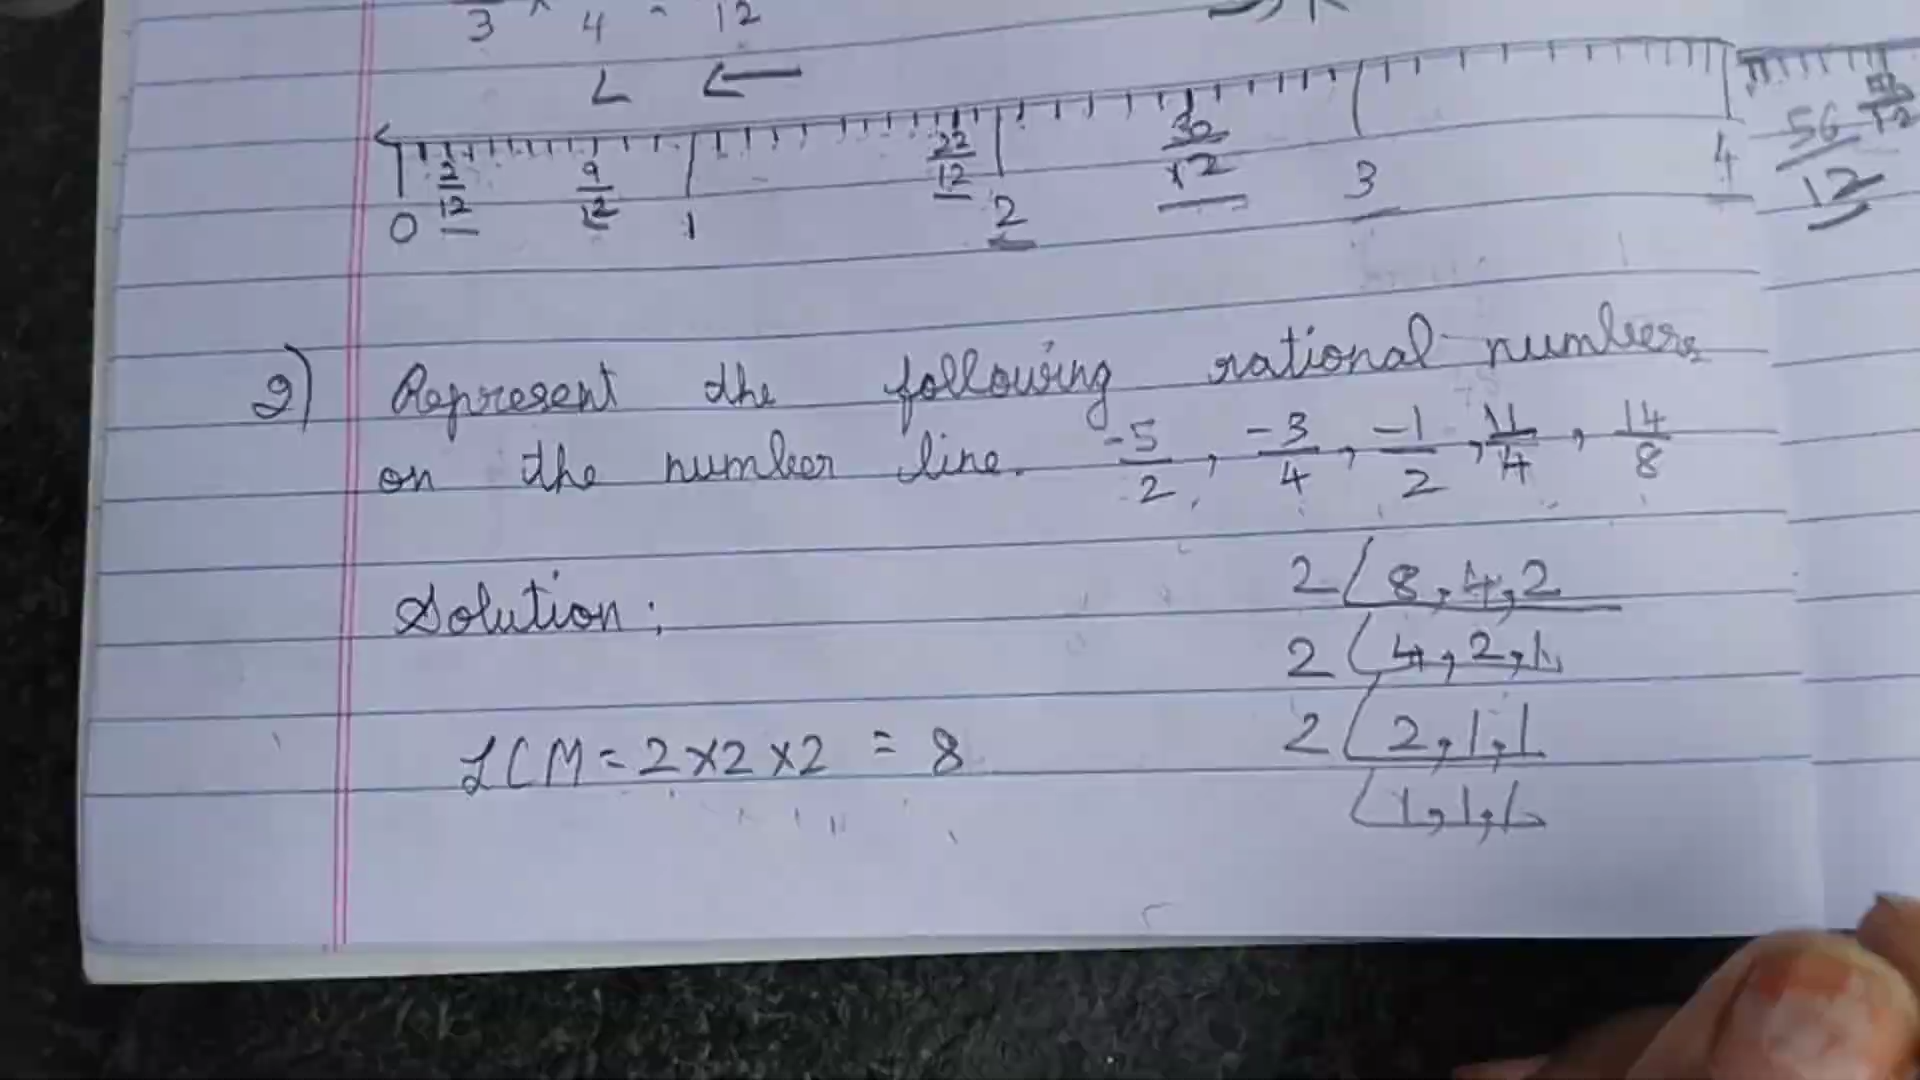 3 4 12
< ←
22 30 56
2 9 12 12 3 4 12
12 12
0 1 2
2) Represent the following rational numbers
on the number line. -5/2, -3/4, -1/2, 11/4, 14/8
Solution:
2 8, 4, 2
2 4, 2, 1
LCM = 2×2×2 = 8
2 2, 1, 1
1, 1, 1